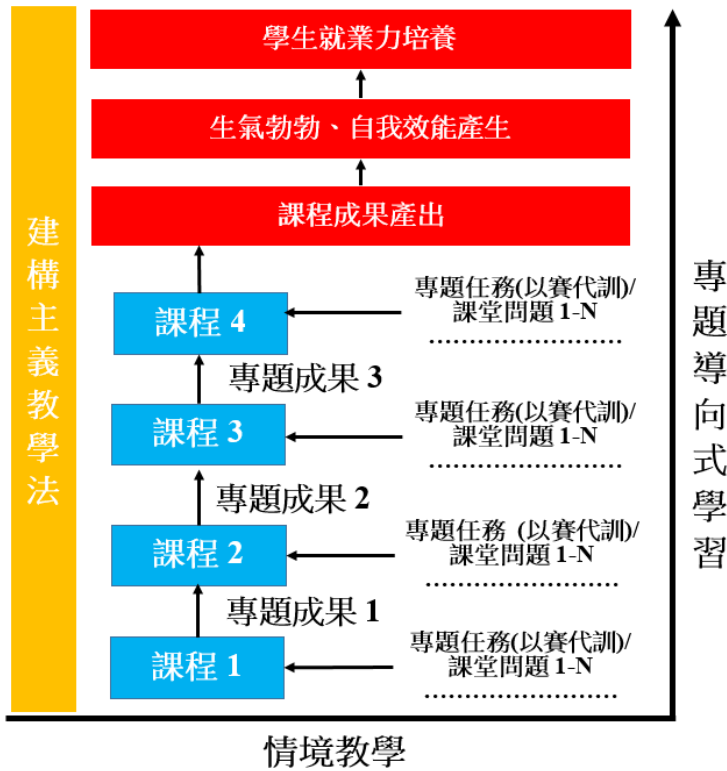 學生就業力培養
生氣勃勃、自我效能產生
課程成果產出
建構主義教學法
專題導向式學習
課程 4
專題任務(以賽代訓)/
課堂問題 1-N
........................
專題成果 3
課程 3
專題任務(以賽代訓)/
課堂問題 1-N
........................
專題成果 2
課程 2
專題任務 (以賽代訓)/
課堂問題 1-N
........................
專題成果 1
課程 1
專題任務(以賽代訓)/
課堂問題 1-N
........................
情境教學